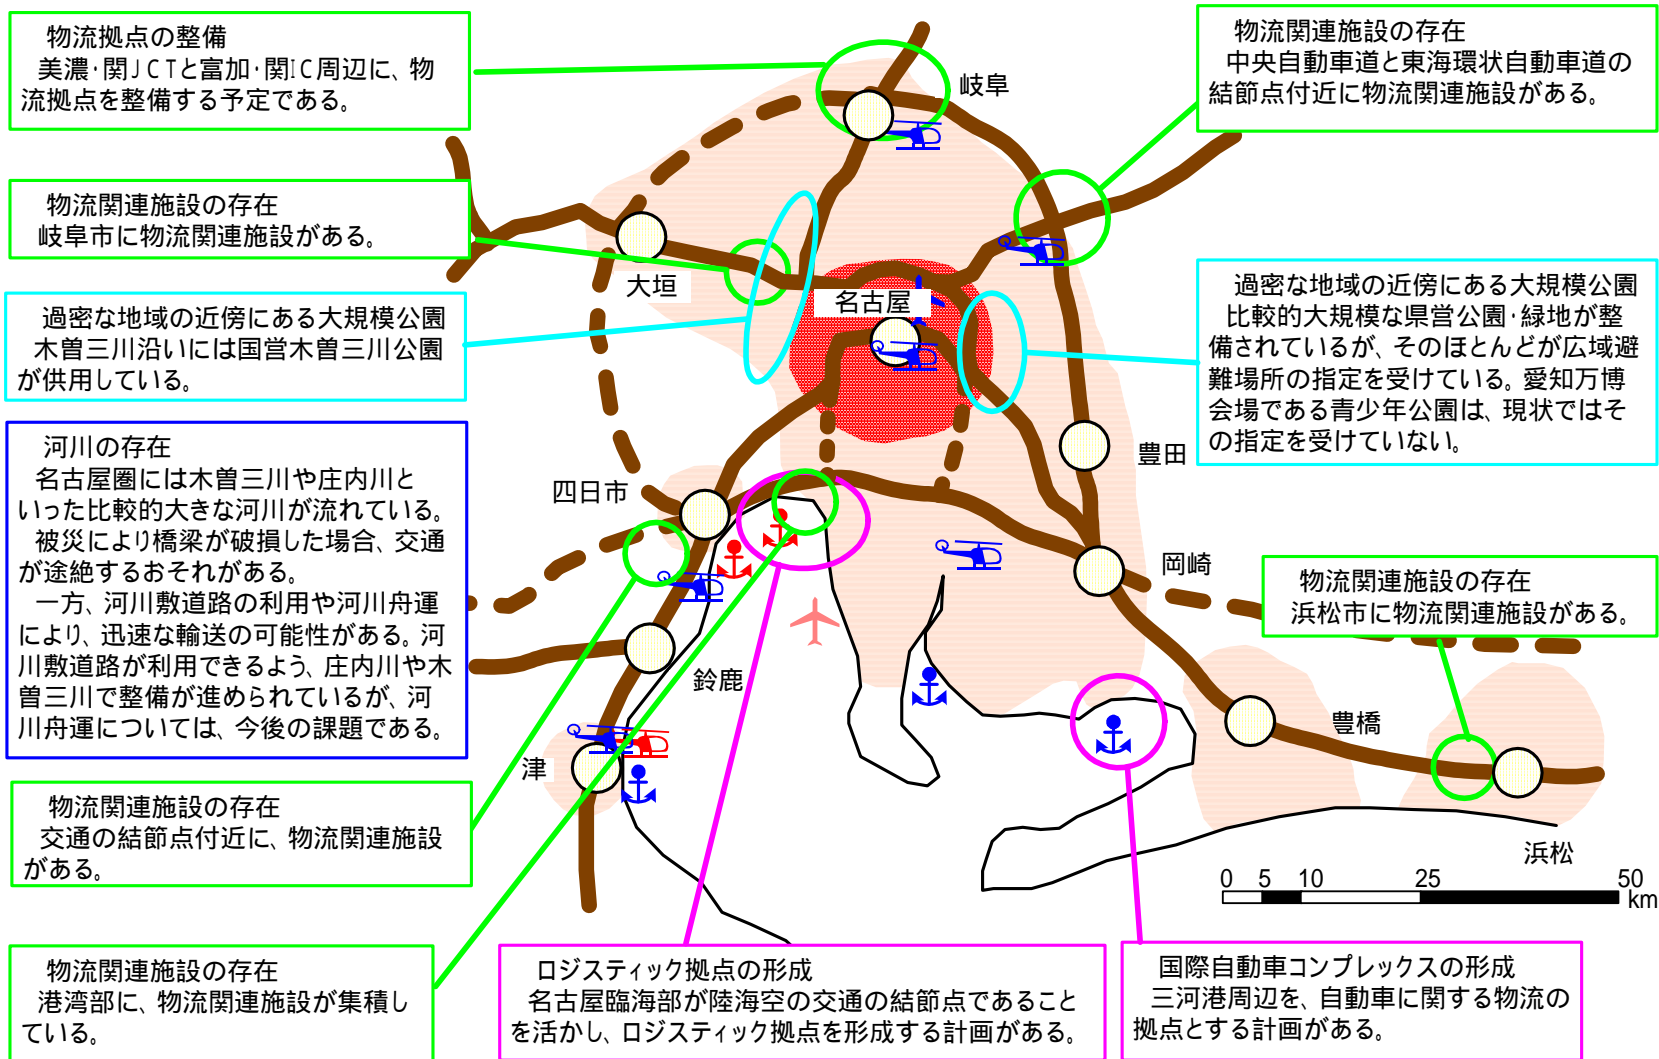 物流拠点の整備
美濃・関JCTと富加・関IC周辺に、物
流拠点を整備する予定である。
物流関連施設の存在
中央自動車道と東海環状自動車道の
結節点付近に物流関連施設がある。
岐阜
物流関連施設の存在
岐阜市に物流関連施設がある。
大垣
名古屋
過密な地域の近傍にある大規模公園
木曽三川沿いには国営木曽三川公園
が供用している。
過密な地域の近傍にある大規模公園
比較的大規模な県営公園・緑地が整
備されているが、そのほとんどが広域避
難場所の指定を受けている。愛知万博
会場である青少年公園は、現状ではそ
の指定を受けていない。
河川の存在
名古屋圏には木曽三川や庄内川と
いった比較的大きな河川が流れている。
被災により橋梁が破損した場合、交通
が途絶するおそれがある。
一方、河川敷道路の利用や河川舟運
により、迅速な輸送の可能性がある。河
川敷道路が利用できるよう、庄内川や木
曽三川で整備が進められているが、河
川舟運については、今後の課題である。
四日市
豊田
岡崎
物流関連施設の存在
浜松市に物流関連施設がある。
鈴鹿
豊橋
津
浜松
物流関連施設の存在
交通の結節点付近に、物流関連施設
がある。
0 5 10 25 50
km
物流関連施設の存在
港湾部に、物流関連施設が集積し
ている。
ロジスティック拠点の形成
名古屋臨海部が陸海空の交通の結節点であること
を活かし、ロジスティック拠点を形成する計画がある。
国際自動車コンプレックスの形成
三河港周辺を、自動車に関する物流の
拠点とする計画がある。